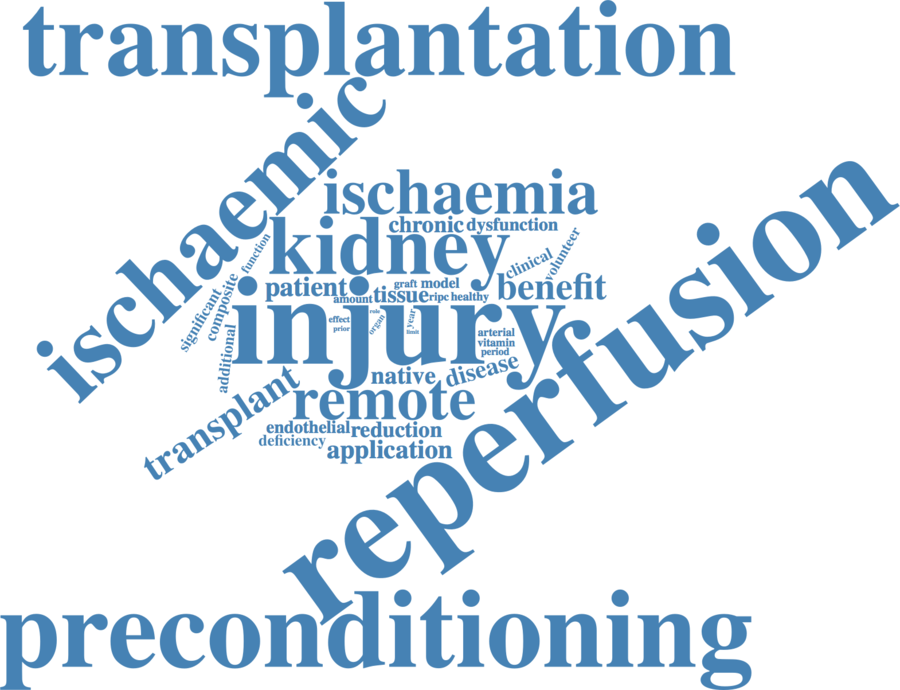 transplantation
ischaemic
ischaemia
chronic
dysfunction
kidney
volunteer
clinical
function
composite
significant
patient
graft
model
benefit
amount
tissue
ripc
healthy
injury
role
organ
year
limit
effect
prior
arterial
vitamin
period
additional
native
disease
reperfusion
transplant
remote
endothelial
reduction
deficiency
application
preconditioning